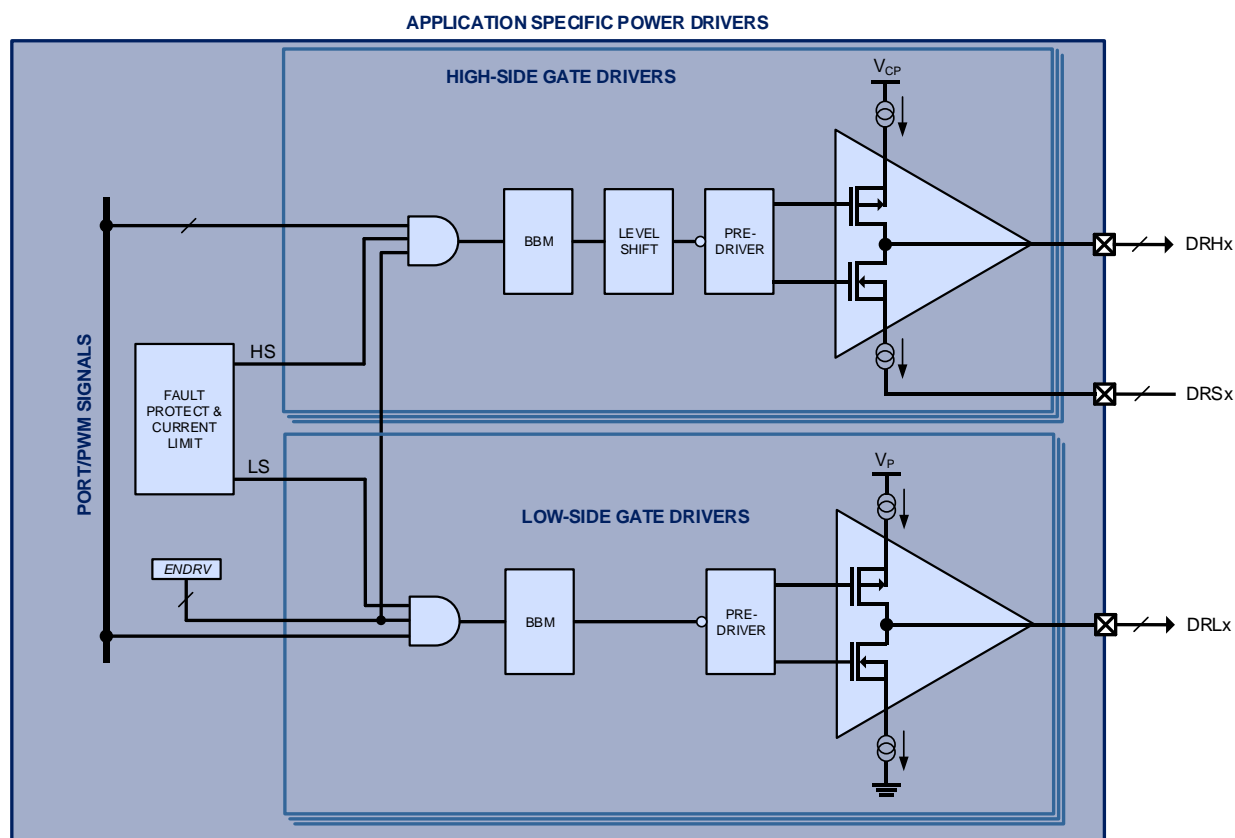 APPLICATION SPECIFIC POWER DRIVERS
HIGH-SIDE GATE DRIVERS
VCP
BBM
LEVEL
SHIFT
PRE-
DRIVER
DRHx
PORT/PWM SIGNALS
HS
FAULT
PROTECT &
CURRENT
LIMIT
DRSx
LS
VP
LOW-SIDE GATE DRIVERS
ENDRV
BBM
PRE-
DRIVER
DRLx